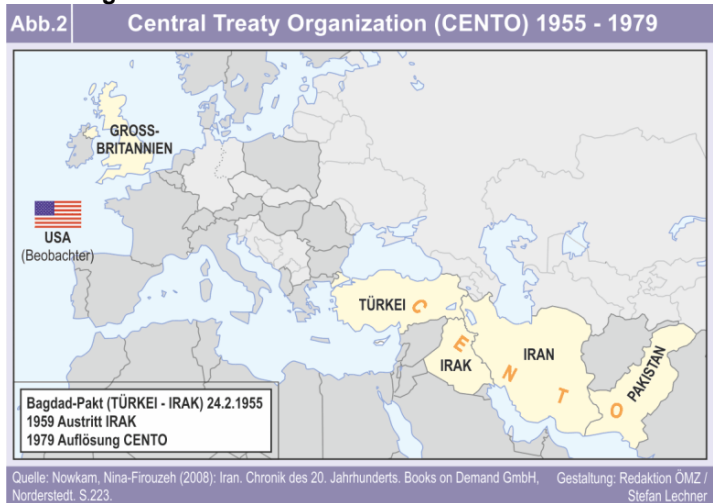 Abb.2
Central Treaty Organization (CENTO) 1955 - 1979
GROSS-
BRITANNIEN
USA
(Beobachter)
TÜRKEI
C
E
N
T
O
IRAK
IRAN
PAKISTAN
Bagdad-Pakt (TÜRKEI - IRAK) 24.2.1955
1959 Austritt IRAK
1979 Auflösung CENTO
Quelle: Nowkam, Nina-Firouzeh (2008): Iran. Chronik des 20. Jahrhunderts. Books on Demand GmbH,
Norderstedt. S.223.
Gestaltung: Redaktion ÖMZ /
Stefan Lechner